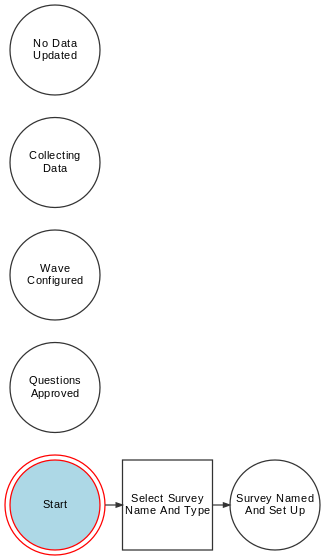 No Data
Updated
Collecting
Data
Wave
Configured
Questions
Approved
Start
Select Survey
Name And Type
Survey Named
And Set Up